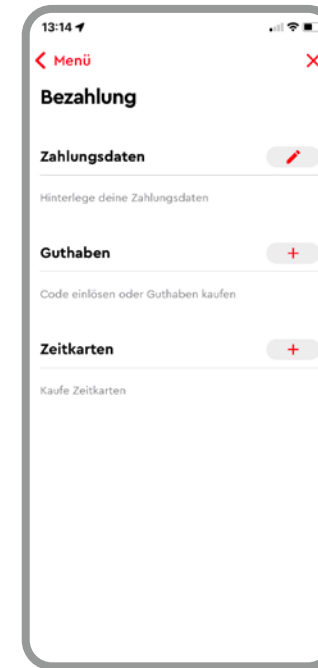 13:14
Menü
Bezahlung
Zahlungsdaten
Hinterlege deine Zahlungsdaten
Guthaben
Code einlösen oder Guthaben kaufen
Zeitkarten
Kaufe Zeitkarten